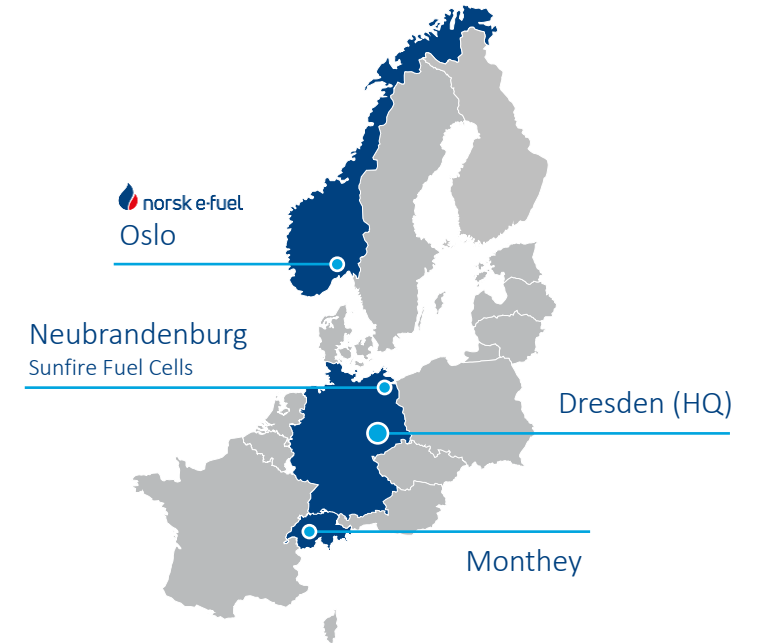 norsk e-fuel
Oslo
Neubrandenburg
Sunfire Fuel Cells
Dresden (HQ)
Monthey